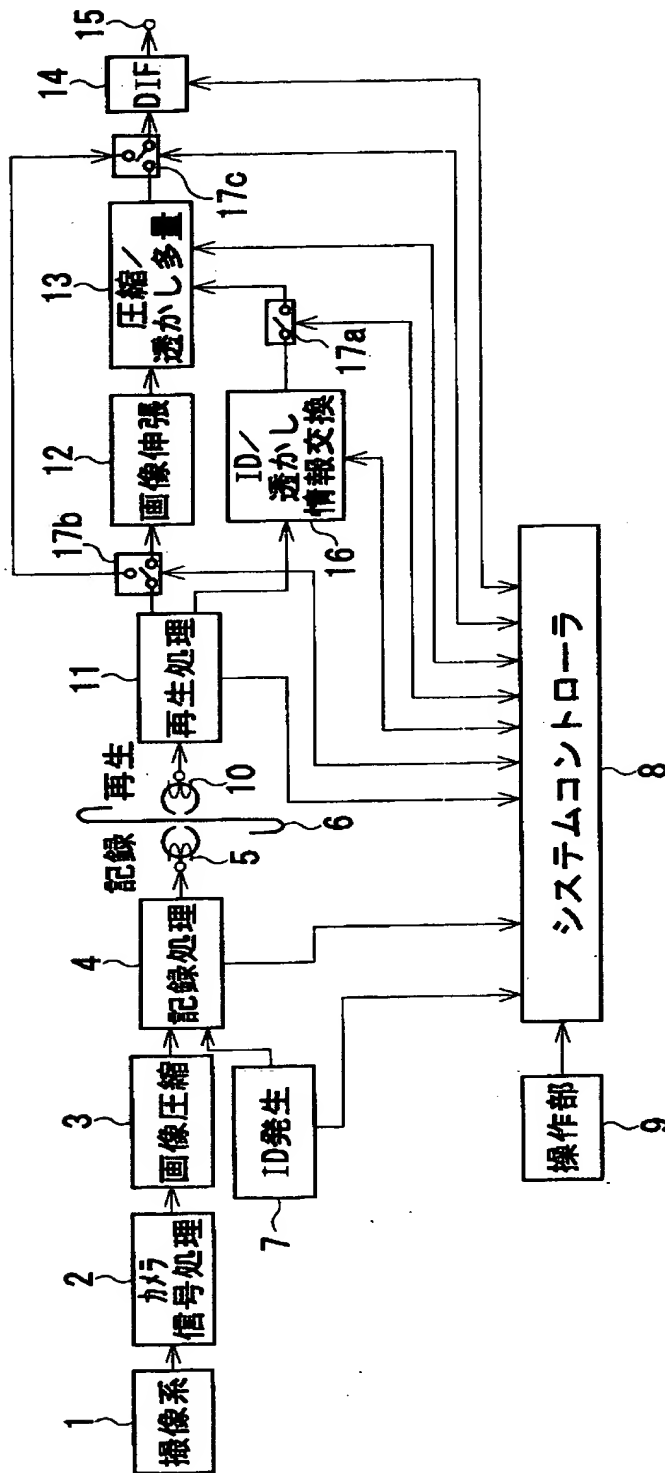 1
撮像系
2
カメラ
信号処理
3
画像圧縮
4
記録処理
7
ID発生
記録
再生
5
6
10
11
再生処理
17b
12
画像伸張
13
圧縮/
透かし多量
17c
14
DIF
15
ID/
透かし
情報交換
16
17a
システムコントローラ
8
操作部
9